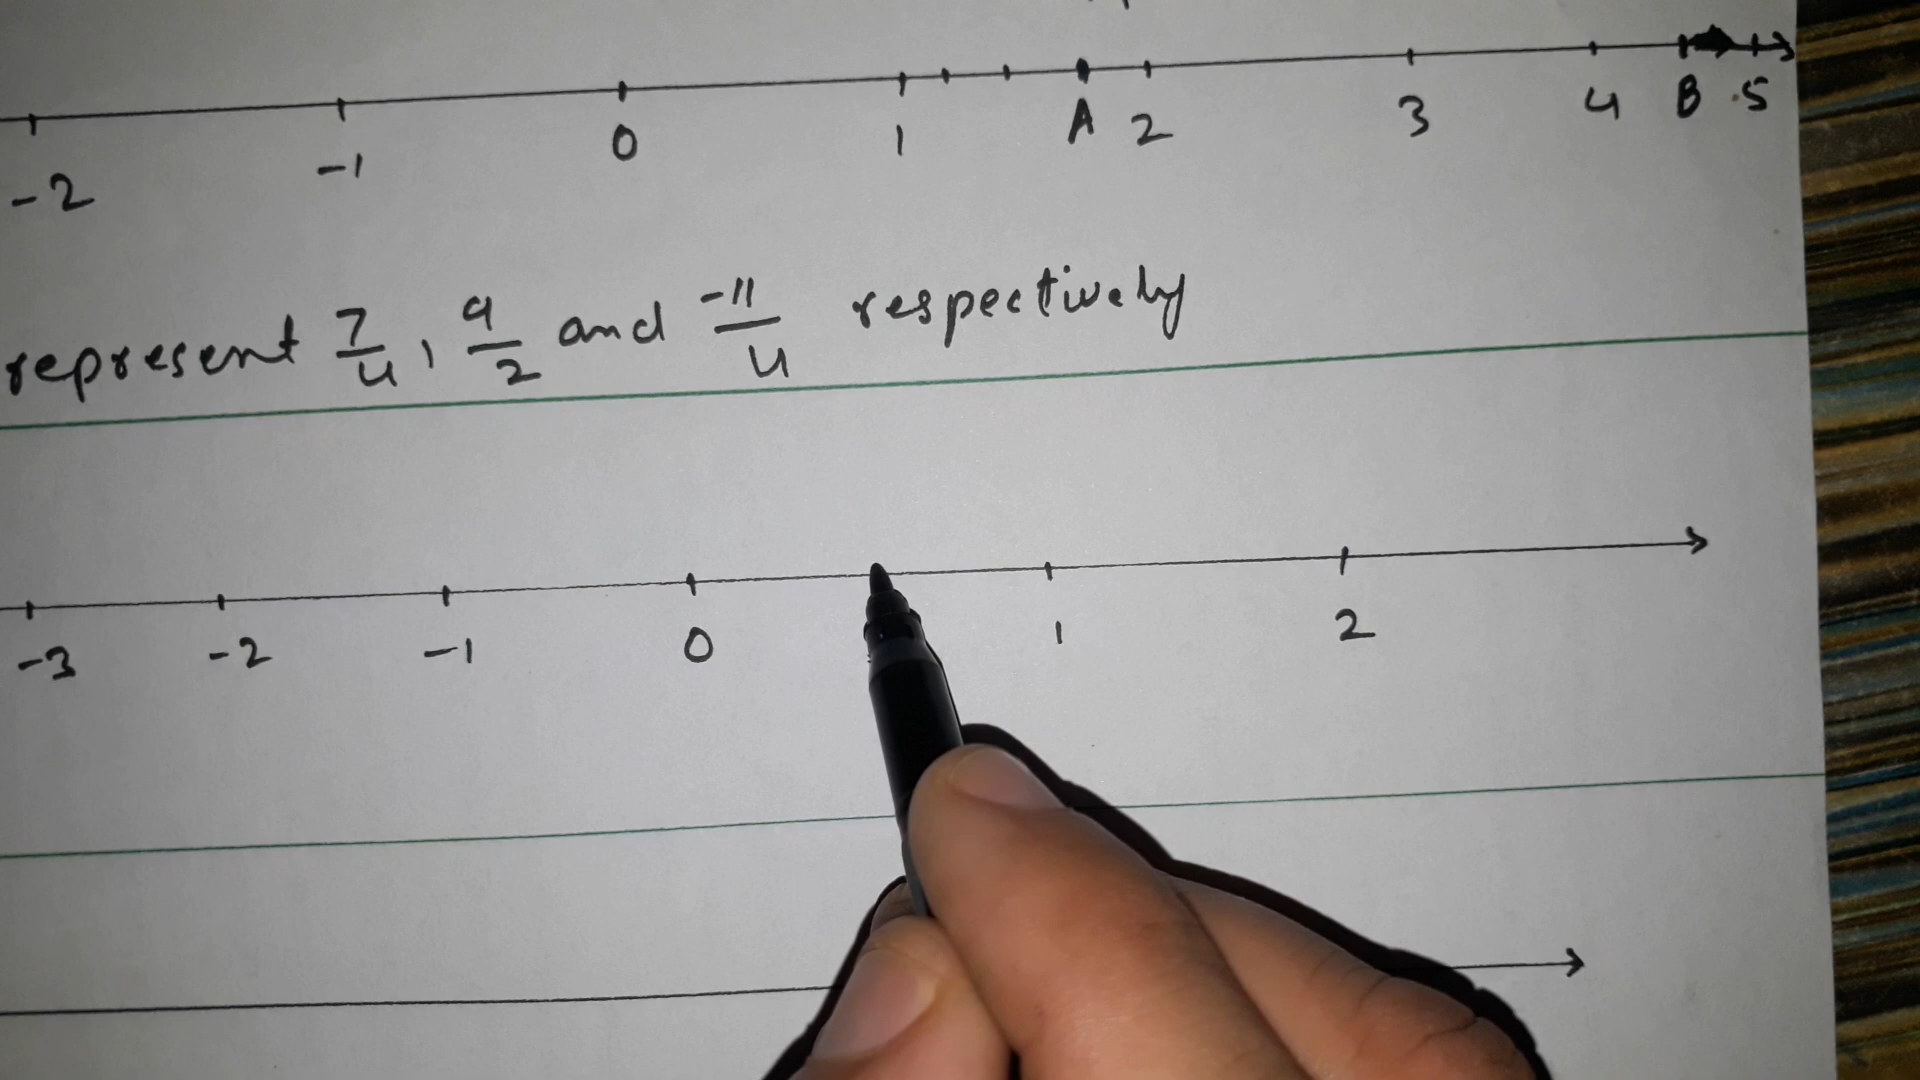 -2 -1 0 1 A 2 3 4 B 5
represent 7/4, 9/2 and -11/4 respectively
-3 -2 -1 0 1 2